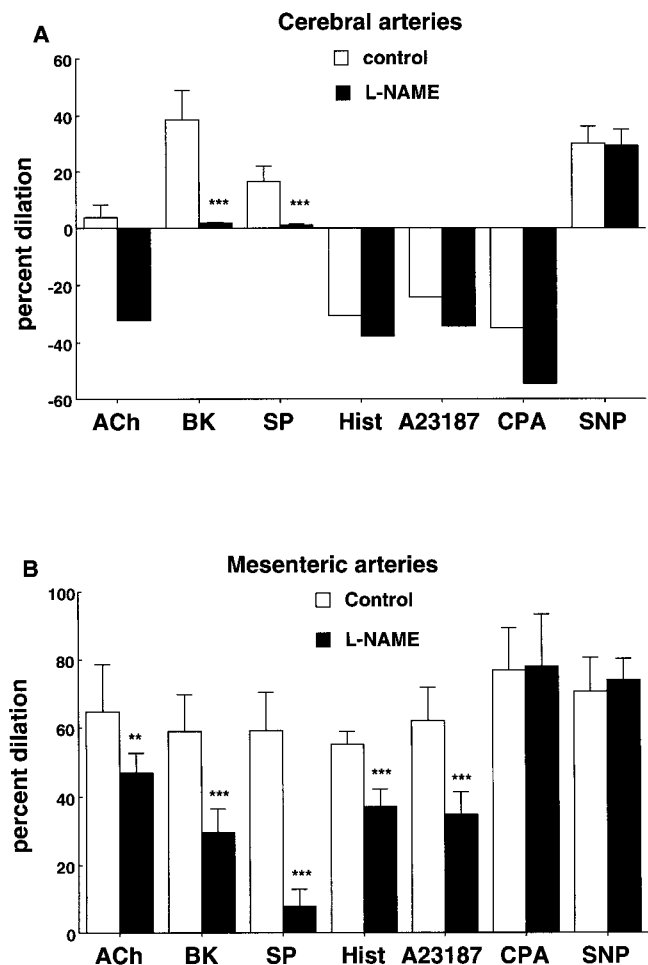 A
Cerebral arteries
control
L-NAME
percent dilation
60
40
20
0
-20
-40
-60
***
***
ACh BK SP Hist A23187 CPA SNP
B
Mesenteric arteries
Control
L-NAME
percent dilation
100
80
60
40
20
0
**
***
***
***
***
ACh BK SP Hist A23187 CPA SNP